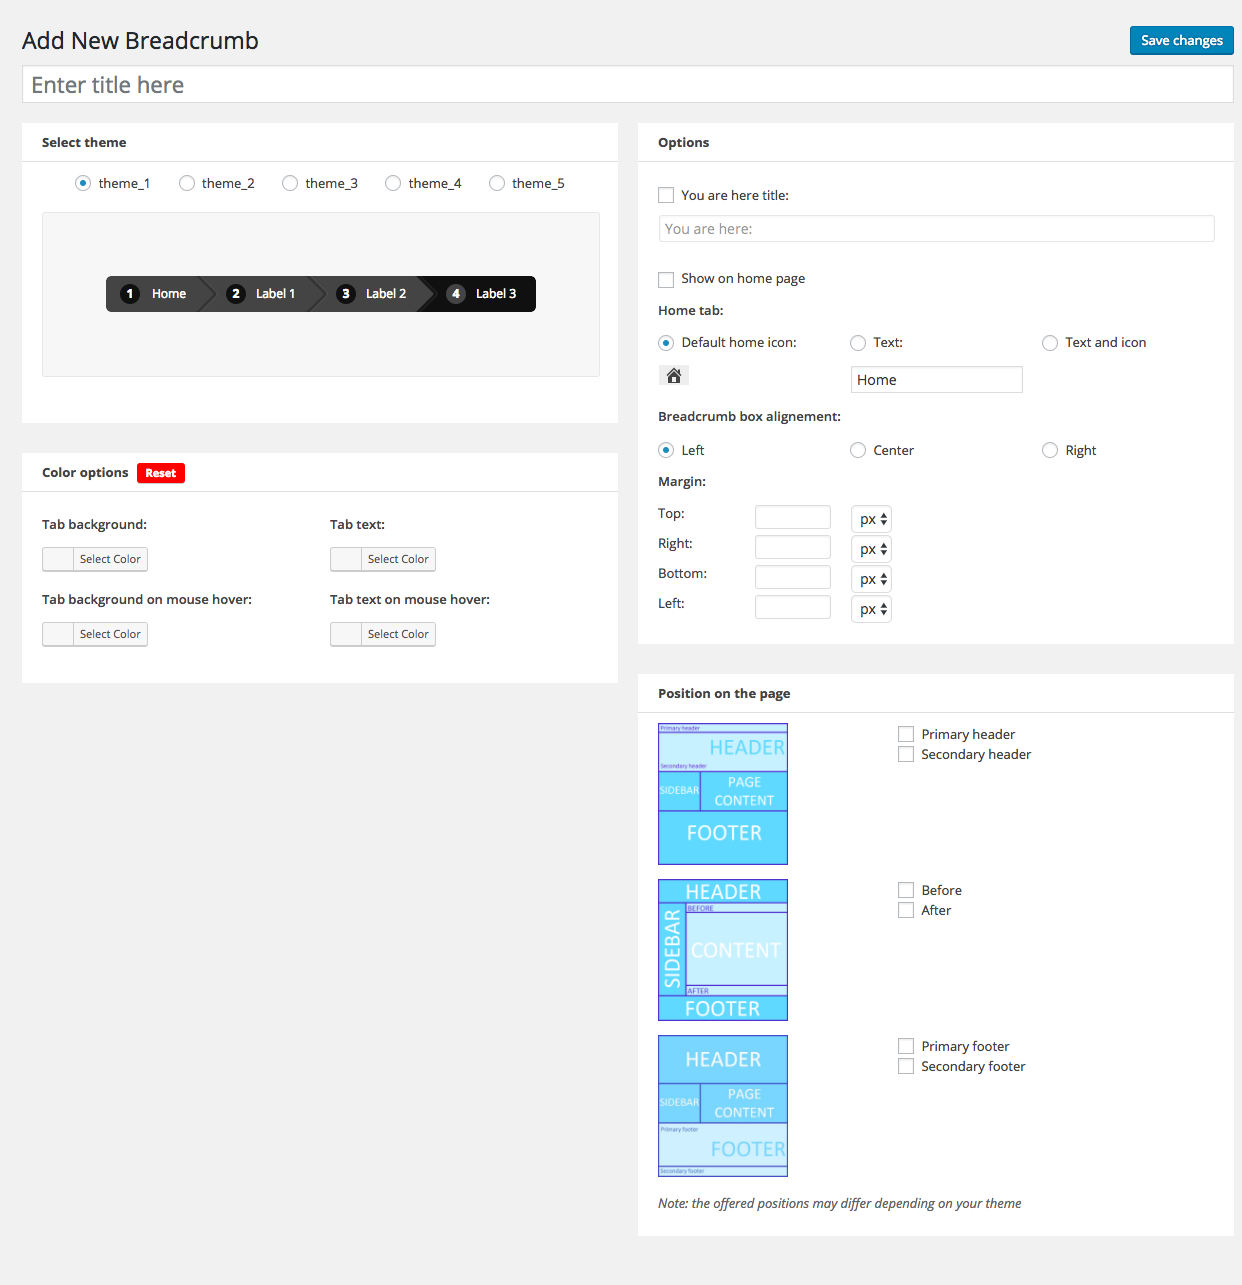 Add New Breadcrumb
Save changes
Enter title here
Select theme
theme_1 theme_2 theme_3 theme_4 theme_5
1 Home 2 Label 1 3 Label 2 4 Label 3
Color options Reset
Tab background: Tab text:
Select Color Select Color
Tab background on mouse hover: Tab text on mouse hover:
Select Color Select Color
Options
You are here title:
You are here:
Show on home page
Home tab:
Default home icon: Text: Text and icon
Home
Breadcrumb box alignement:
Left Center Right
Margin:
Top: px
Right: px
Bottom: px
Left: px
Position on the page
Primary header
HEADER
Secondary header
SIDEBAR
PAGE
CONTENT
FOOTER
Primary header
Secondary header
HEADER
BEFORE
SIDEBAR
CONTENT
AFTER
FOOTER
Before
After
HEADER
SIDEBAR
PAGE
CONTENT
Primary footer
FOOTER
Secondary footer
Primary footer
Secondary footer
Note: the offered positions may differ depending on your theme